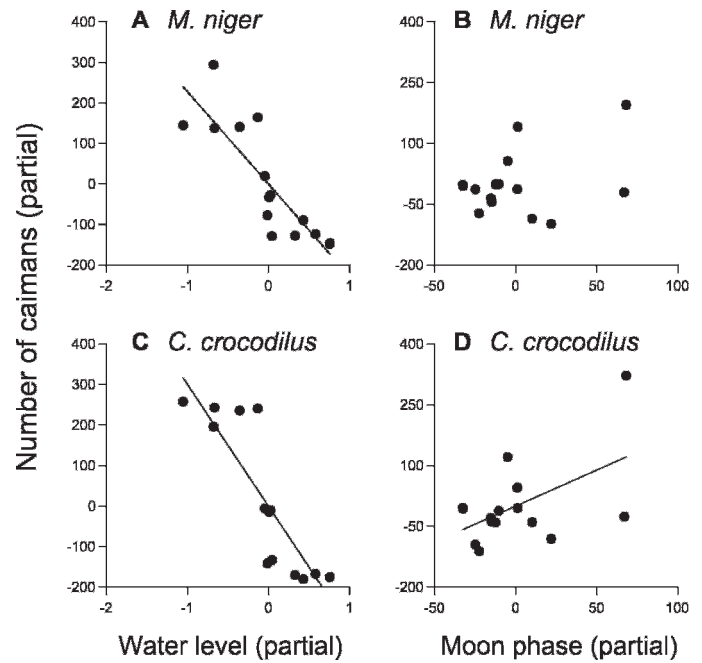 Number of caimans (partial)
A M. niger
400
300
200
100
0
-100
-200
-2 -1 0 1
B M. niger
400
250
100
-50
-200
-50 0 50 100
C C. crocodilus
400
300
200
100
0
-100
-200
-2 -1 0 1
Water level (partial)
D C. crocodilus
400
250
100
-50
-200
-50 0 50 100
Moon phase (partial)